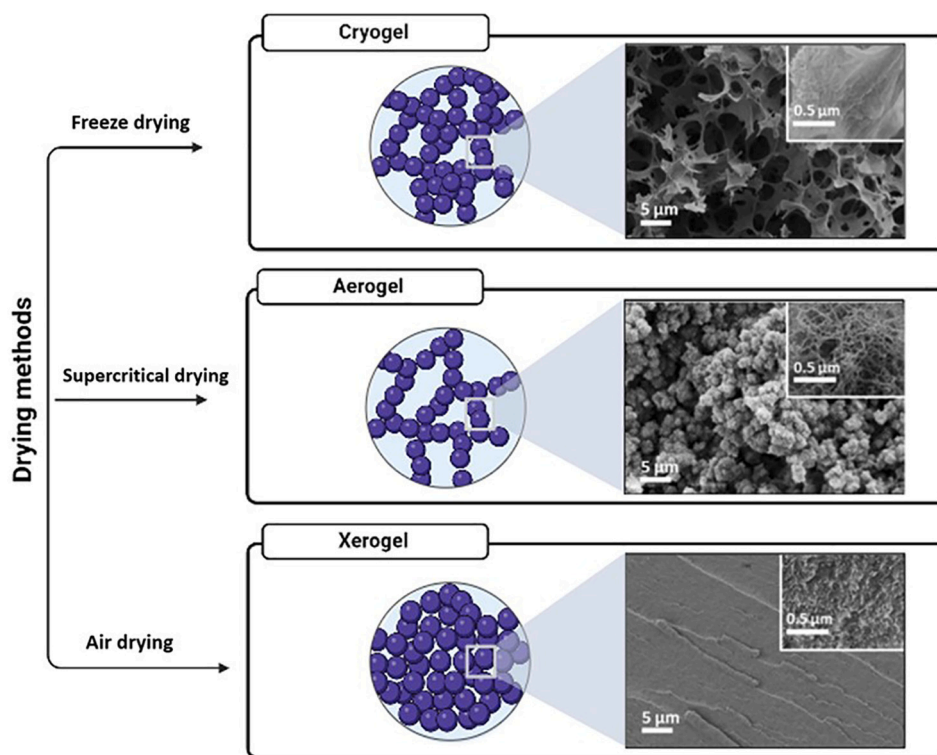 Drying methods
Freeze drying
Cryogel
0.5 µm
5 µm
Supercritical drying
Aerogel
0.5 µm
5 µm
Air drying
Xerogel
0.5 µm
5 µm